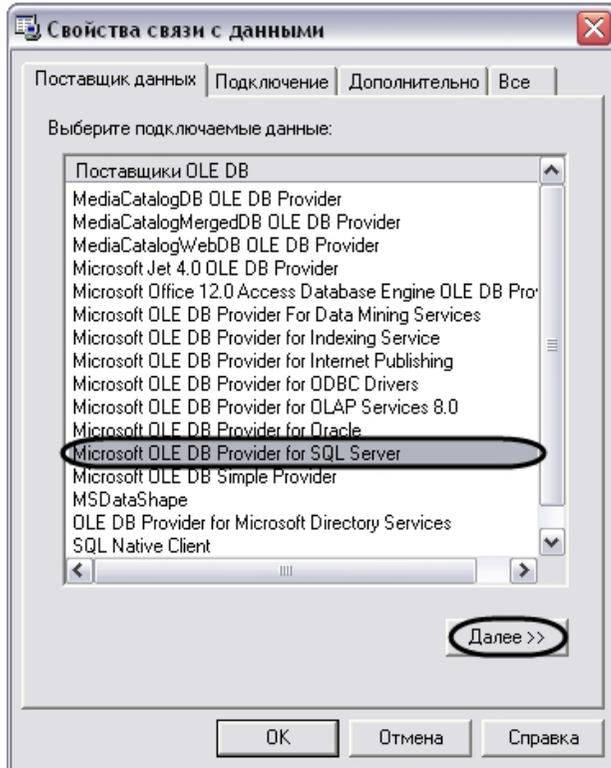 Свойства связи с данными
Поставщик данных Подключение Дополнительно Все
Выберите подключаемые данные:
Поставщики OLE DB
MediaCatalogDB OLE DB Provider
MediaCatalogMergedDB OLE DB Provider
MediaCatalogWebDB OLE DB Provider
Microsoft Jet 4.0 OLE DB Provider
Microsoft Office 12.0 Access Database Engine OLE DB Pro
Microsoft OLE DB Provider For Data Mining Services
Microsoft OLE DB Provider for Indexing Service
Microsoft OLE DB Provider for Internet Publishing
Microsoft OLE DB Provider for ODBC Drivers
Microsoft OLE DB Provider for OLAP Services 8.0
Microsoft OLE DB Provider for Oracle
Microsoft OLE DB Provider for SQL Server
Microsoft OLE DB Simple Provider
MSDataShape
OLE DB Provider for Microsoft Directory Services
SQL Native Client
Далее >>
OK Отмена Справка